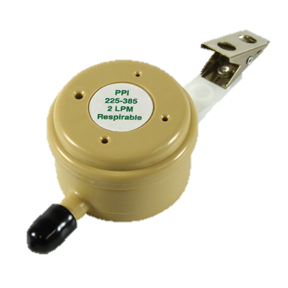 PPI
225-385
2 LPM
Respirable